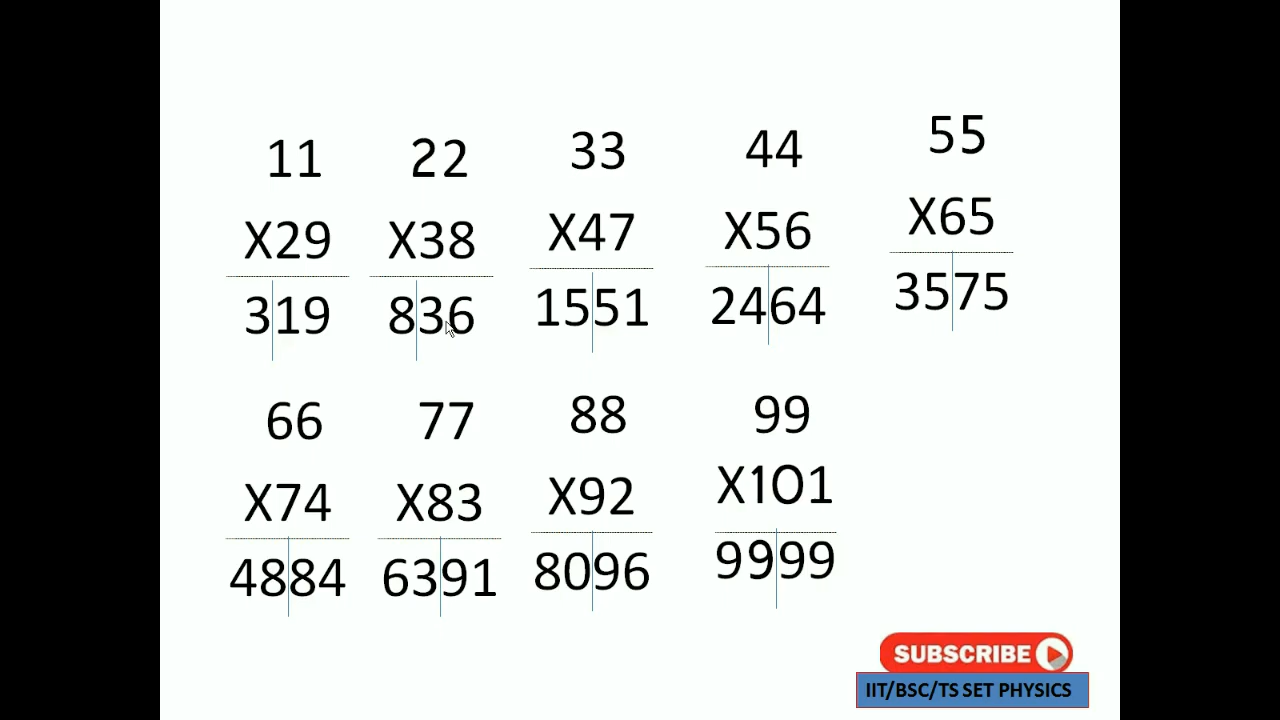 11
X29
319
22
X38
836
33
X47
1551
44
X56
2464
55
X65
3575
66
X74
4884
77
X83
6391
88
X92
8096
99
X101
9999
SUBSCRIBE
IIT/BSC/TS SET PHYSICS